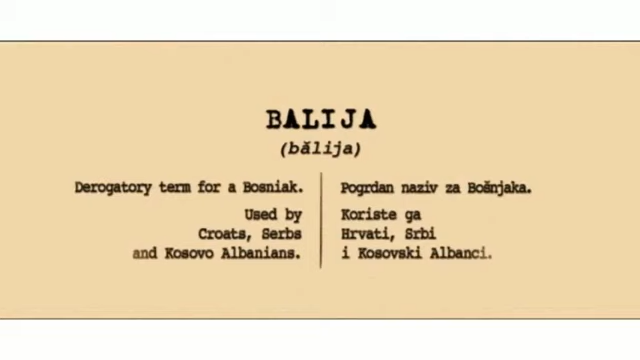 BALIJA
(bălija)
Derogatory term for a Bosniak.
Used by
Croats, Serbs
and Kosovo Albanians.
Pogrdan naziv za Bošnjaka.
Koriste ga
Hrvati, Srbi
i Kosovski Albanci.